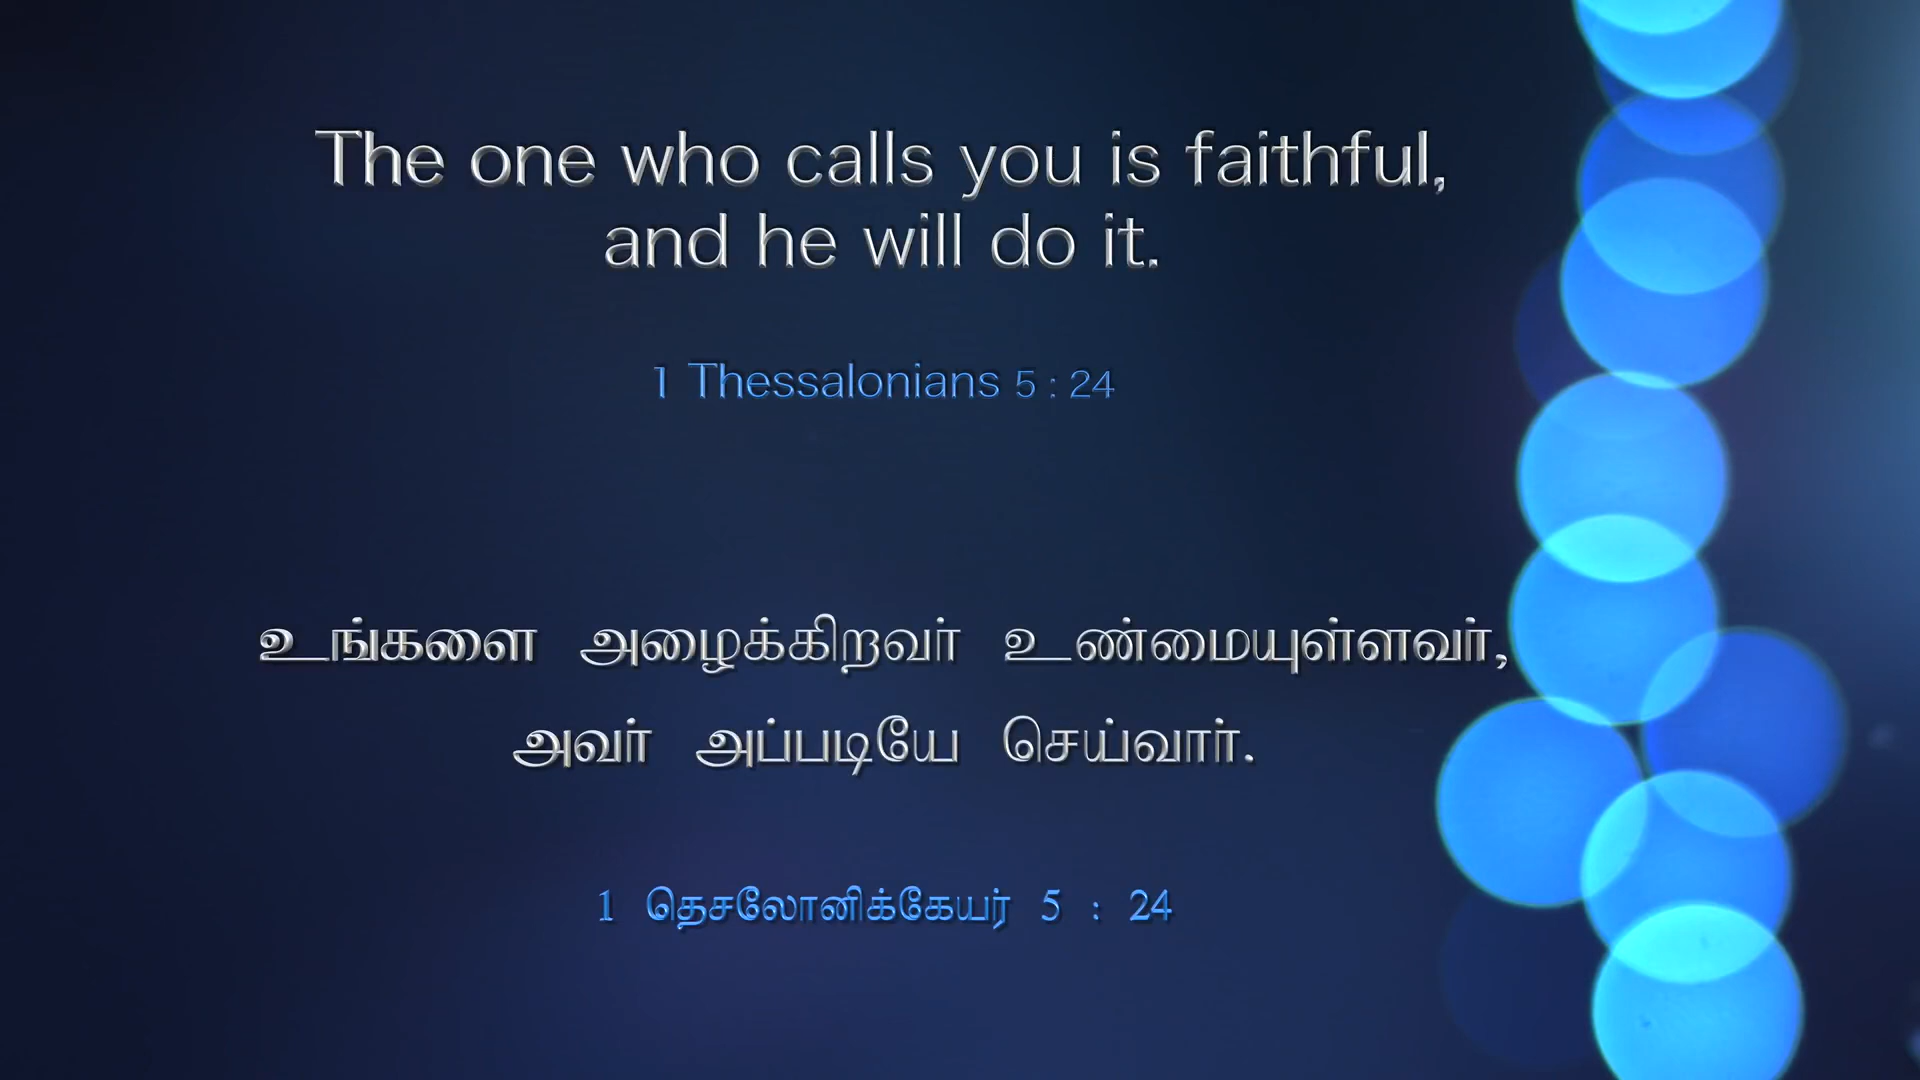 The one who calls you is faithful,
and he will do it.
1 Thessalonians 5 : 24
உங்களை அழைக்கிறவர் உண்மையுள்ளவர்,
அவர் அப்படியே செய்வார்.
1 தெசலோனிக்கேயர் 5 : 24